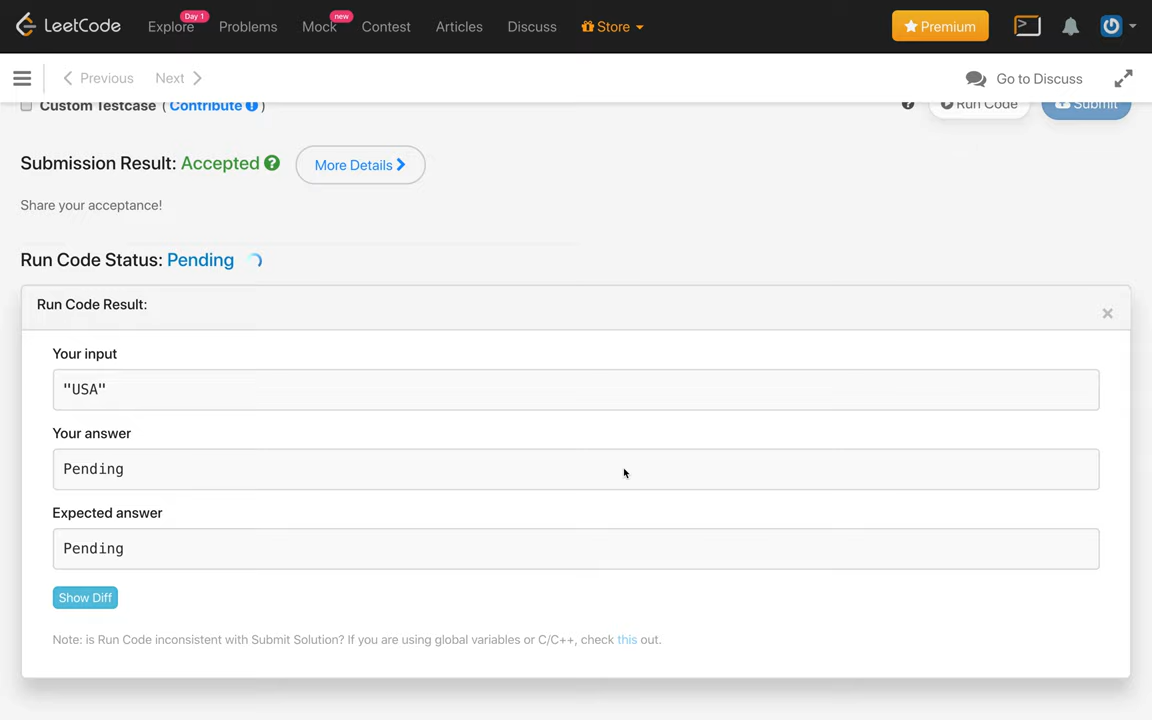 LeetCode
Explore Day 1 Problems Mock new Contest Articles Discuss Store Premium
Previous Next Go to Discuss
Custom Testcase ( Contribute ) Run Code Submit
Submission Result: Accepted More Details
Share your acceptance!
Run Code Status: Pending
Run Code Result:
Your input
"USA"
Your answer
Pending
Expected answer
Pending
Show Diff
Note: is Run Code inconsistent with Submit Solution? If you are using global variables or C/C++, check this out.